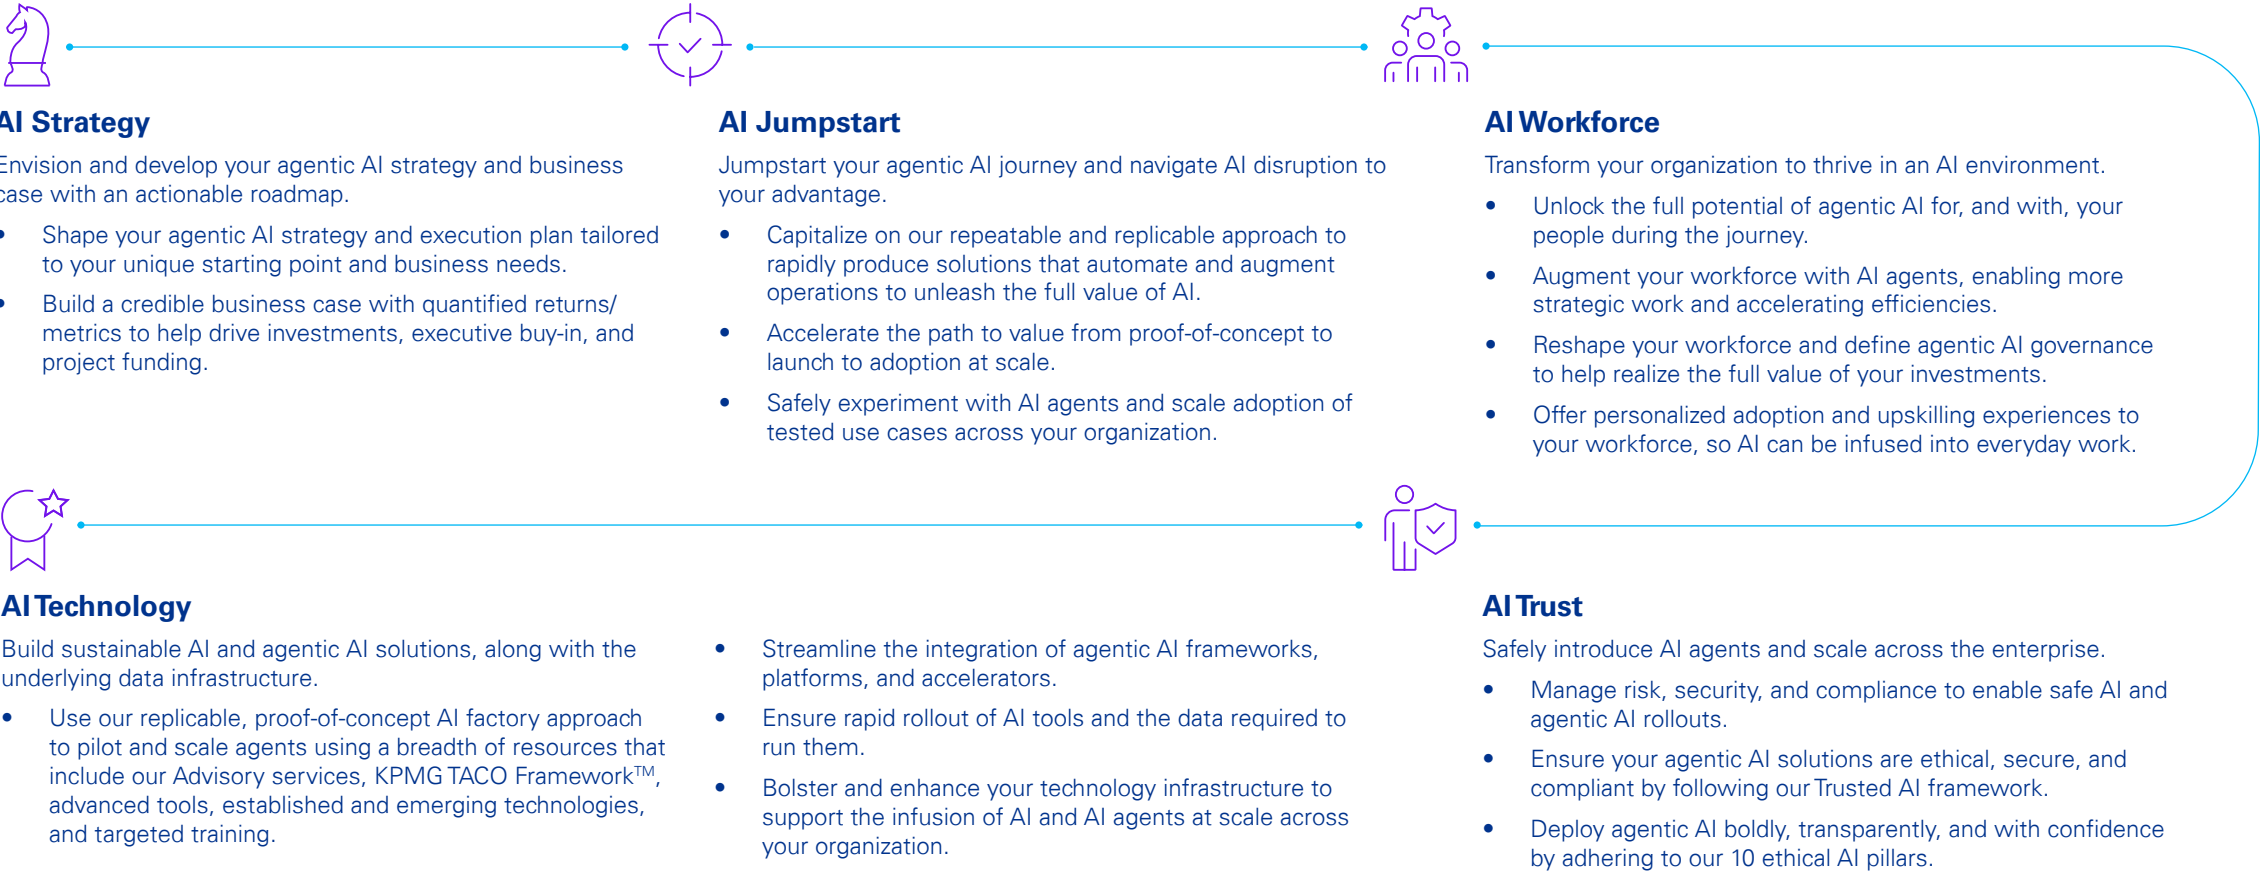 AI Strategy
Envision and develop your agentic AI strategy and business
case with an actionable roadmap.
• Shape your agentic AI strategy and execution plan tailored
to your unique starting point and business needs.
• Build a credible business case with quantified returns/
metrics to help drive investments, executive buy-in, and
project funding.
AI Jumpstart
Jumpstart your agentic AI journey and navigate AI disruption to
your advantage.
• Capitalize on our repeatable and replicable approach to
rapidly produce solutions that automate and augment
operations to unleash the full value of AI.
• Accelerate the path to value from proof-of-concept to
launch to adoption at scale.
• Safely experiment with AI agents and scale adoption of
tested use cases across your organization.
AI Workforce
Transform your organization to thrive in an AI environment.
• Unlock the full potential of agentic AI for, and with, your
people during the journey.
• Augment your workforce with AI agents, enabling more
strategic work and accelerating efficiencies.
• Reshape your workforce and define agentic AI governance
to help realize the full value of your investments.
• Offer personalized adoption and upskilling experiences to
your workforce, so AI can be infused into everyday work.
AI Technology
Build sustainable AI and agentic AI solutions, along with the
underlying data infrastructure.
• Use our replicable, proof-of-concept AI factory approach
to pilot and scale agents using a breadth of resources that
include our Advisory services, KPMG TACO Framework™,
advanced tools, established and emerging technologies,
and targeted training.
• Streamline the integration of agentic AI frameworks,
platforms, and accelerators.
• Ensure rapid rollout of AI tools and the data required to
run them.
• Bolster and enhance your technology infrastructure to
support the infusion of AI and AI agents at scale across
your organization.
AI Trust
Safely introduce AI agents and scale across the enterprise.
• Manage risk, security, and compliance to enable safe AI and
agentic AI rollouts.
• Ensure your agentic AI solutions are ethical, secure, and
compliant by following our Trusted AI framework.
• Deploy agentic AI boldly, transparently, and with confidence
by adhering to our 10 ethical AI pillars.